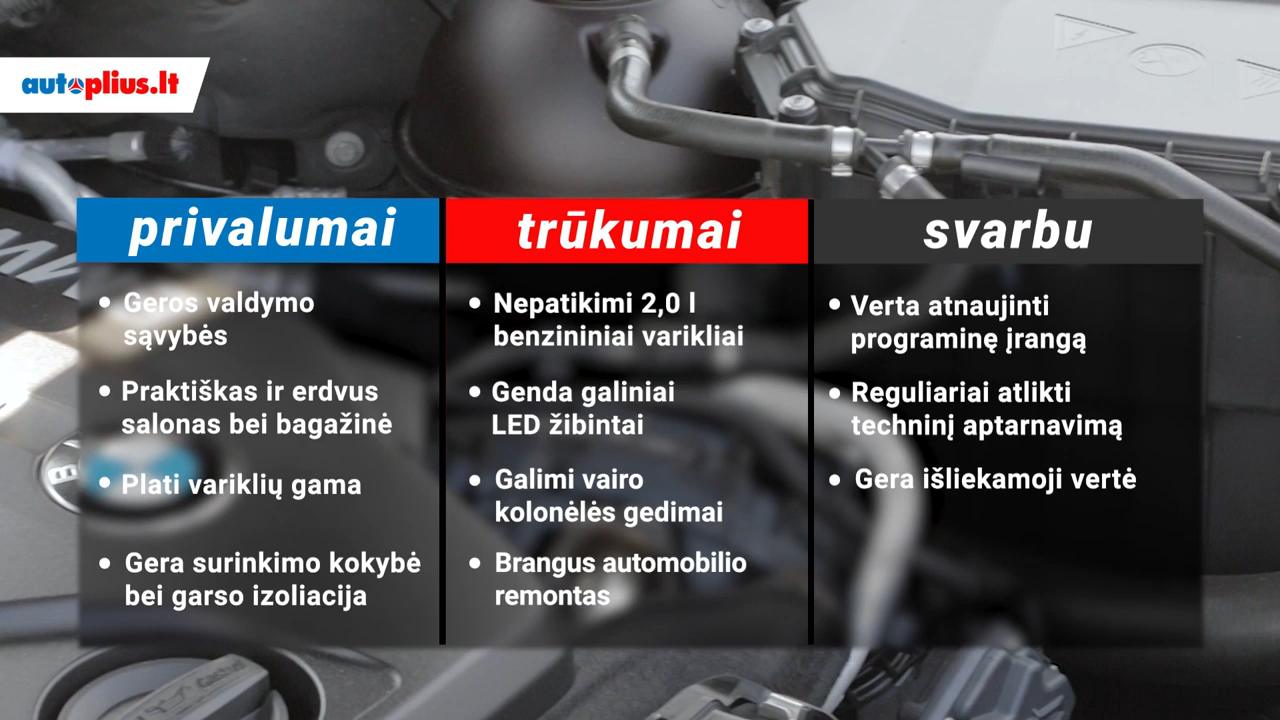 autoplius.lt
privalumai
• Geros valdymo
sąvybės
• Praktiškas ir erdvus
salonas bei bagažinė
• Plati variklių gama
• Gera surinkimo kokybė
bei garso izoliacija
trūkumai
• Nepatikimi 2,0 l
benzininiai varikliai
• Genda galiniai
LED žibintai
• Galimi vairo
kolonėlės gedimai
• Brangus automobilio
remontas
svarbu
• Verta atnaujinti
programinę įrangą
• Reguliariai atlikti
techninį aptarnavimą
• Gera išliekamoji vertė